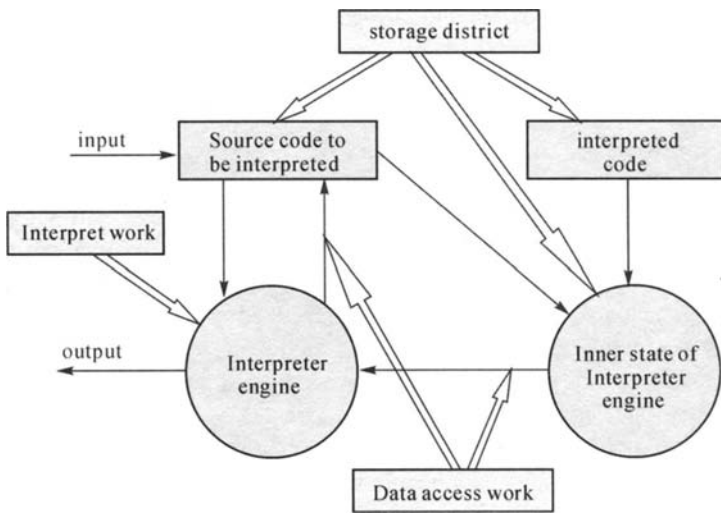 storage district
input
Source code to
be interpreted
interpreted
code
Interpret work
output
Interpreter
engine
Inner state of
Interpreter
engine
Data access work